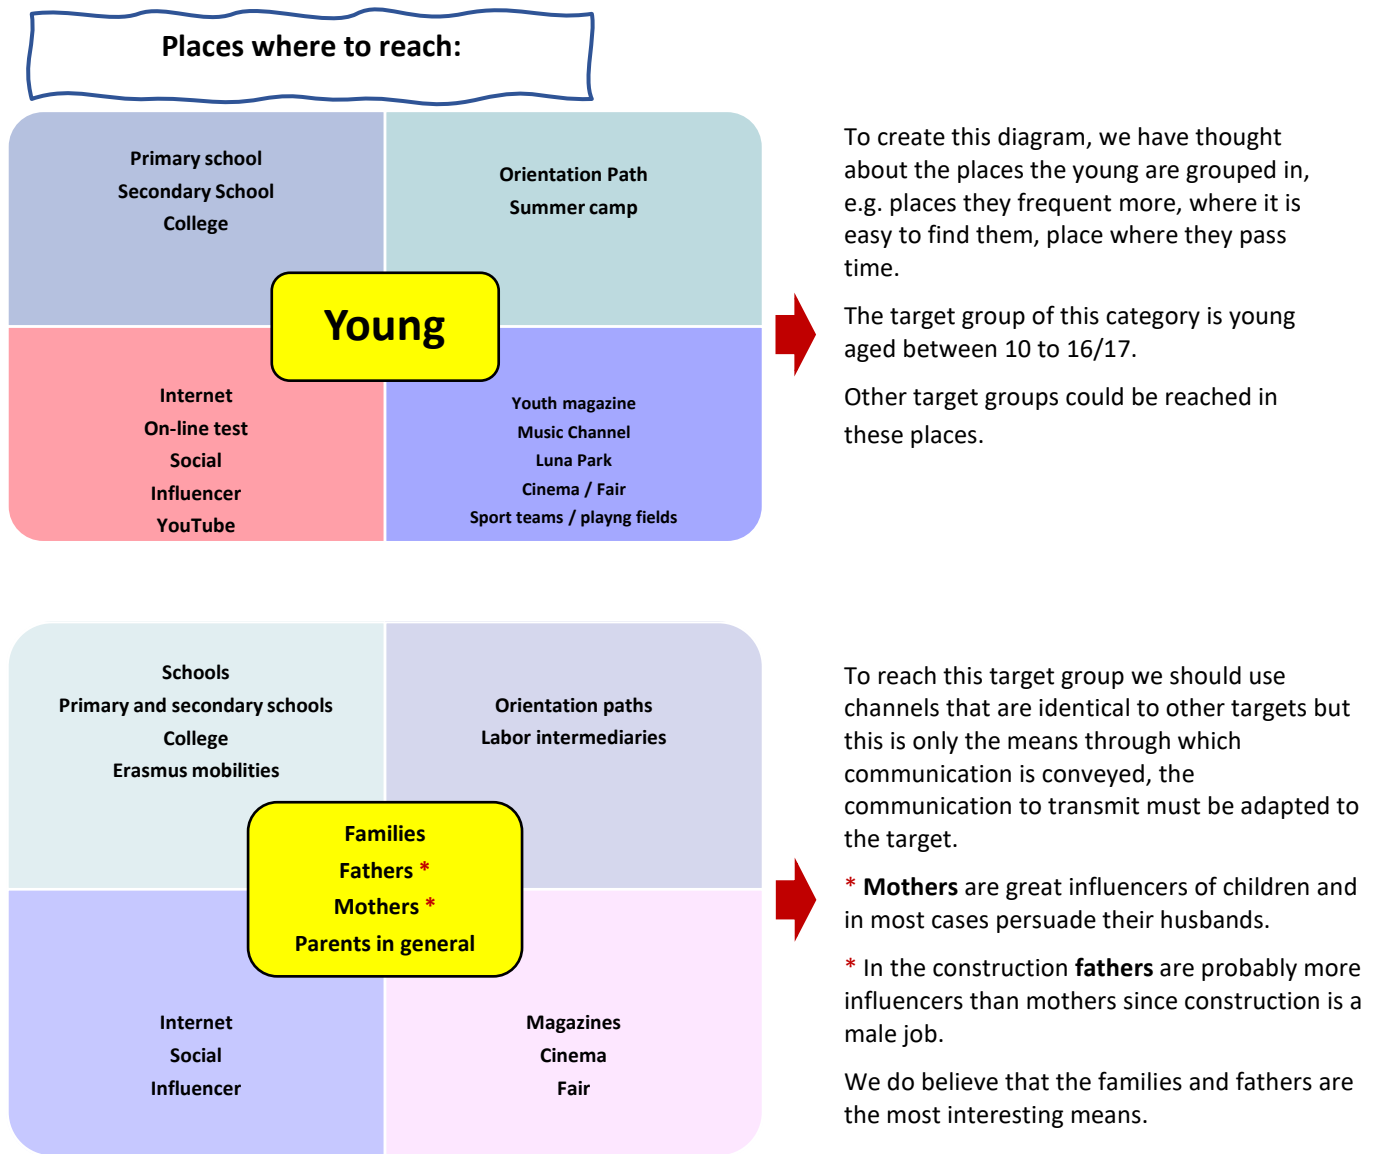 Places where to reach:
Primary school
Secondary School
College
Orientation Path
Summer camp
Young
Internet
On-line test
Social
Influencer
YouTube
Youth magazine
Music Channel
Luna Park
Cinema / Fair
Sport teams / playng fields
To create this diagram, we have thought
about the places the young are grouped in,
e.g. places they frequent more, where it is
easy to find them, place where they pass
time.
The target group of this category is young
aged between 10 to 16/17.
Other target groups could be reached in
these places.
Schools
Primary and secondary schools
College
Erasmus mobilities
Orientation paths
Labor intermediaries
Families
Fathers *
Mothers *
Parents in general
Internet
Social
Influencer
Magazines
Cinema
Fair
To reach this target group we should use
channels that are identical to other targets but
this is only the means through which
communication is conveyed, the
communication to transmit must be adapted to
the target.
* Mothers are great influencers of children and
in most cases persuade their husbands.
* In the construction fathers are probably more
influencers than mothers since construction is a
male job.
We do believe that the families and fathers are
the most interesting means.